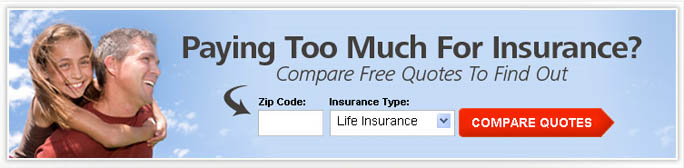 Paying Too Much For Insurance?
Compare Free Quotes To Find Out
Zip Code: Insurance Type:
Life Insurance COMPARE QUOTES